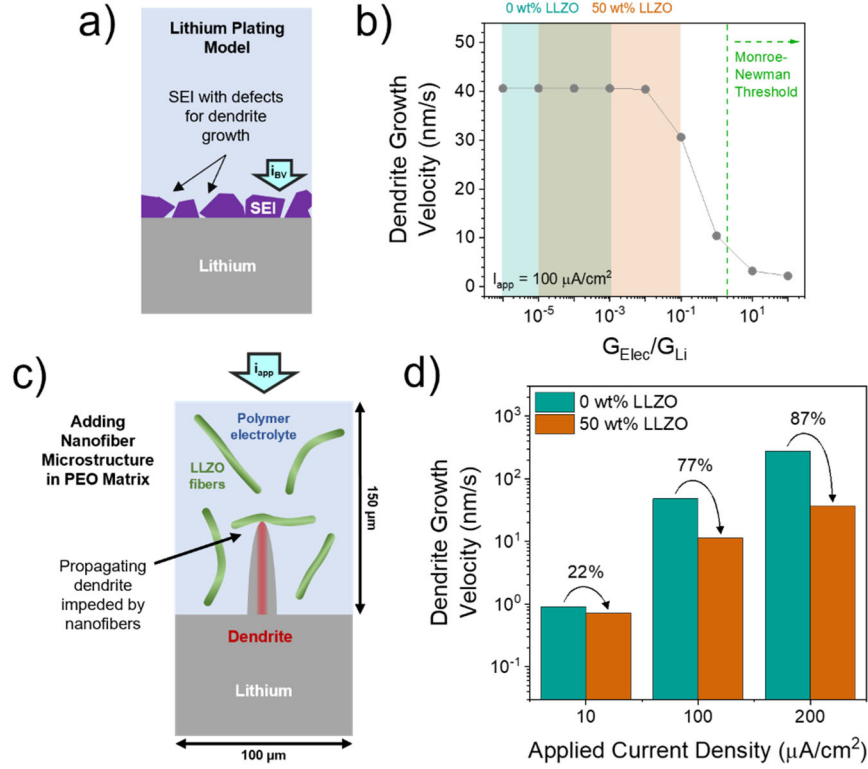 a)
Lithium Plating
Model
SEI with defects
for dendrite
growth
iBV
SEI
Lithium
b)
0 wt% LLZO 50 wt% LLZO
Dendrite Growth
Velocity (nm/s)
50
40
30
20
10
0
Monroe-
Newman
Threshold
Iapp = 100 μA/cm²
10⁻⁵ 10⁻³ 10⁻¹ 10¹
GElec/GLi
c)
iapp
Adding
Nanofiber
Microstructure
in PEO Matrix
Polymer
electrolyte
LLZO
fibers
150 μm
Propagating
dendrite
impeded by
nanofibers
Dendrite
Lithium
100 μm
d)
0 wt% LLZO
50 wt% LLZO
Dendrite Growth
Velocity (nm/s)
10³
10²
10¹
10⁰
10⁻¹
22%
77%
87%
10 100 200
Applied Current Density (μA/cm²)